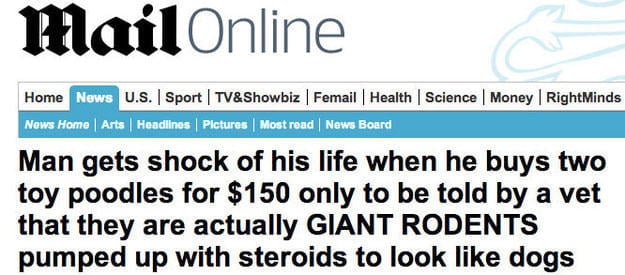 Mail Online
Home News U.S. Sport TV&Showbiz Femail Health Science Money RightMinds
News Home Arts Headlines Pictures Most read News Board
Man gets shock of his life when he buys two
toy poodles for $150 only to be told by a vet
that they are actually GIANT RODENTS
pumped up with steroids to look like dogs